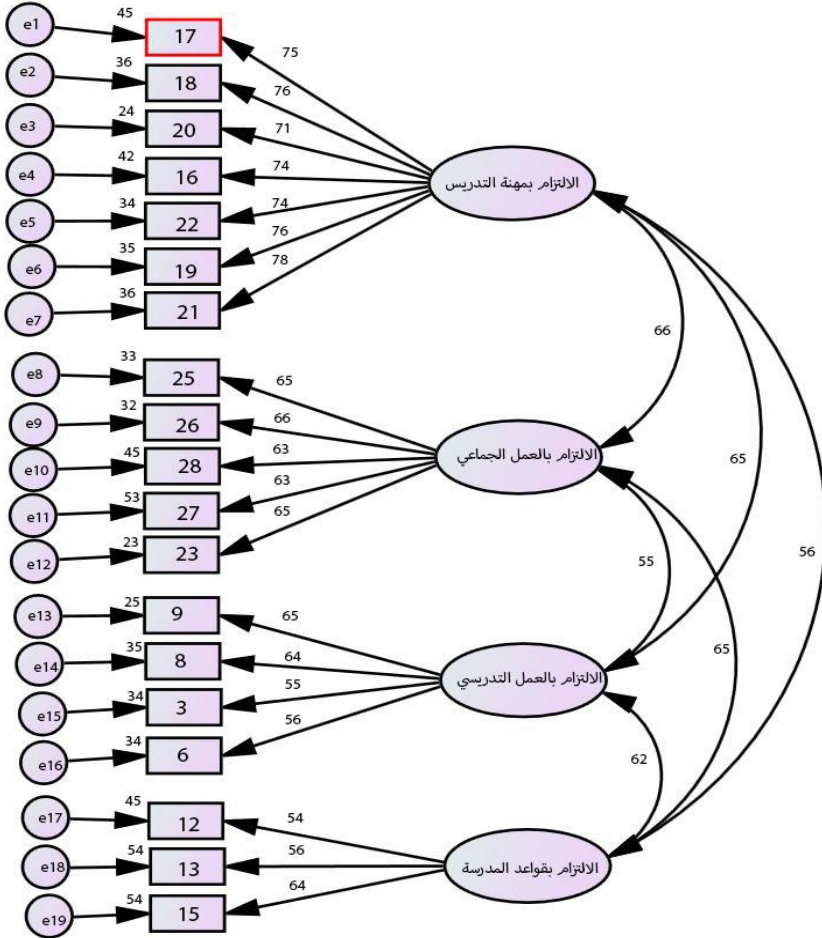 e1 45 17 75
e2 36 18 76
e3 24 20 71
e4 42 16 74
e5 34 22 74
e6 35 19 76
e7 36 21 78
الالتزام بمهنة التدريس
66
e8 33 25 65
e9 32 26 66
e10 45 28 63
e11 53 27 63
e12 23 23 65
الالتزام بالعمل الجماعي
65
56
55
e13 25 9 65
e14 35 8 64
e15 34 3 55
e16 34 6 56
الالتزام بالعمل التدريسي
65
62
e17 45 12 54
e18 54 13 56
e19 54 15 64
الالتزام بقواعد المدرسة